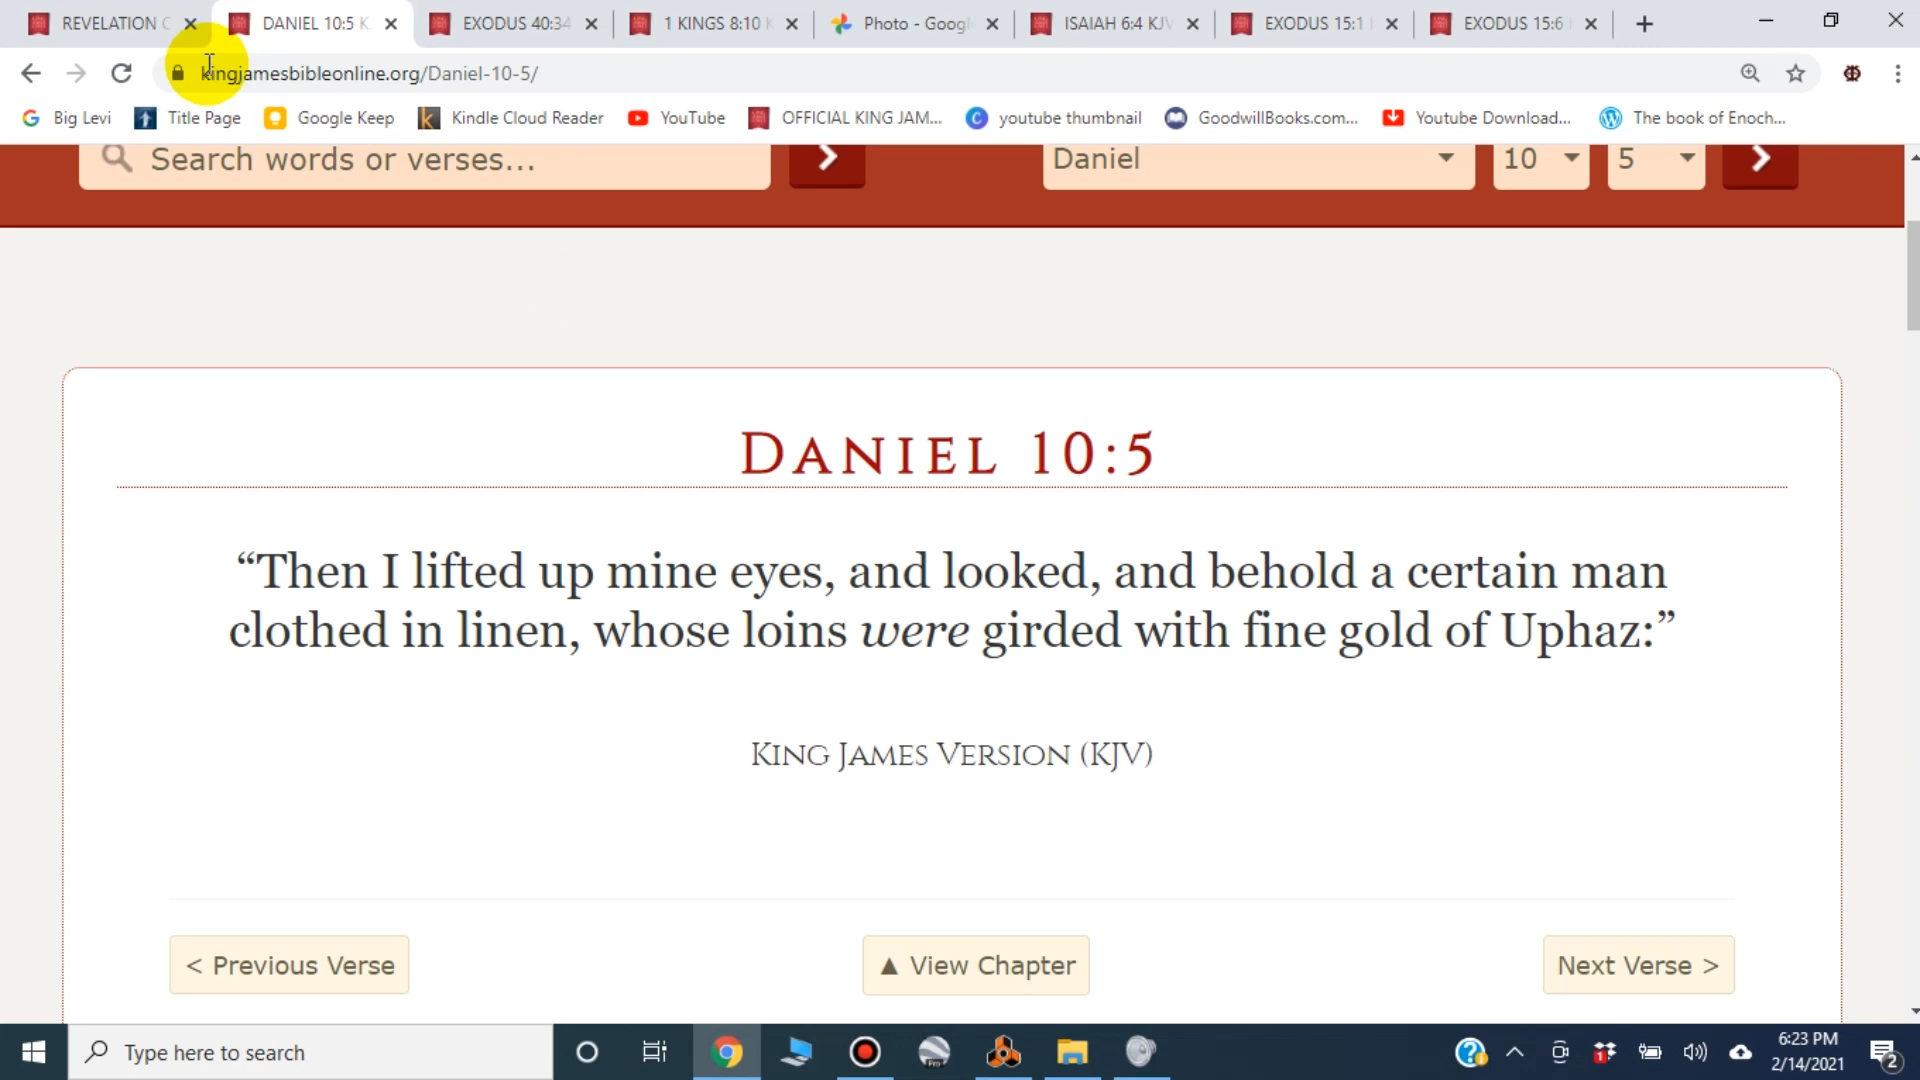 REVELATION C
DANIEL 10:5 K
EXODUS 40:34
1 KINGS 8:10 K
Photo - Googl
ISAIAH 6:4 KJV
EXODUS 15:1
EXODUS 15:6
kingjamesbibleonline.org/Daniel-10-5/
Big Levi
Title Page
Google Keep
Kindle Cloud Reader
YouTube
OFFICIAL KING JAM...
youtube thumbnail
GoodwillBooks.com...
Youtube Download...
The book of Enoch...
Search words or verses...
Daniel
10
5
DANIEL 10:5
“Then I lifted up mine eyes, and looked, and behold a certain man
clothed in linen, whose loins were girded with fine gold of Uphaz:”
KING JAMES VERSION (KJV)
< Previous Verse
▲ View Chapter
Next Verse >
Type here to search
6:23 PM
2/14/2021
2